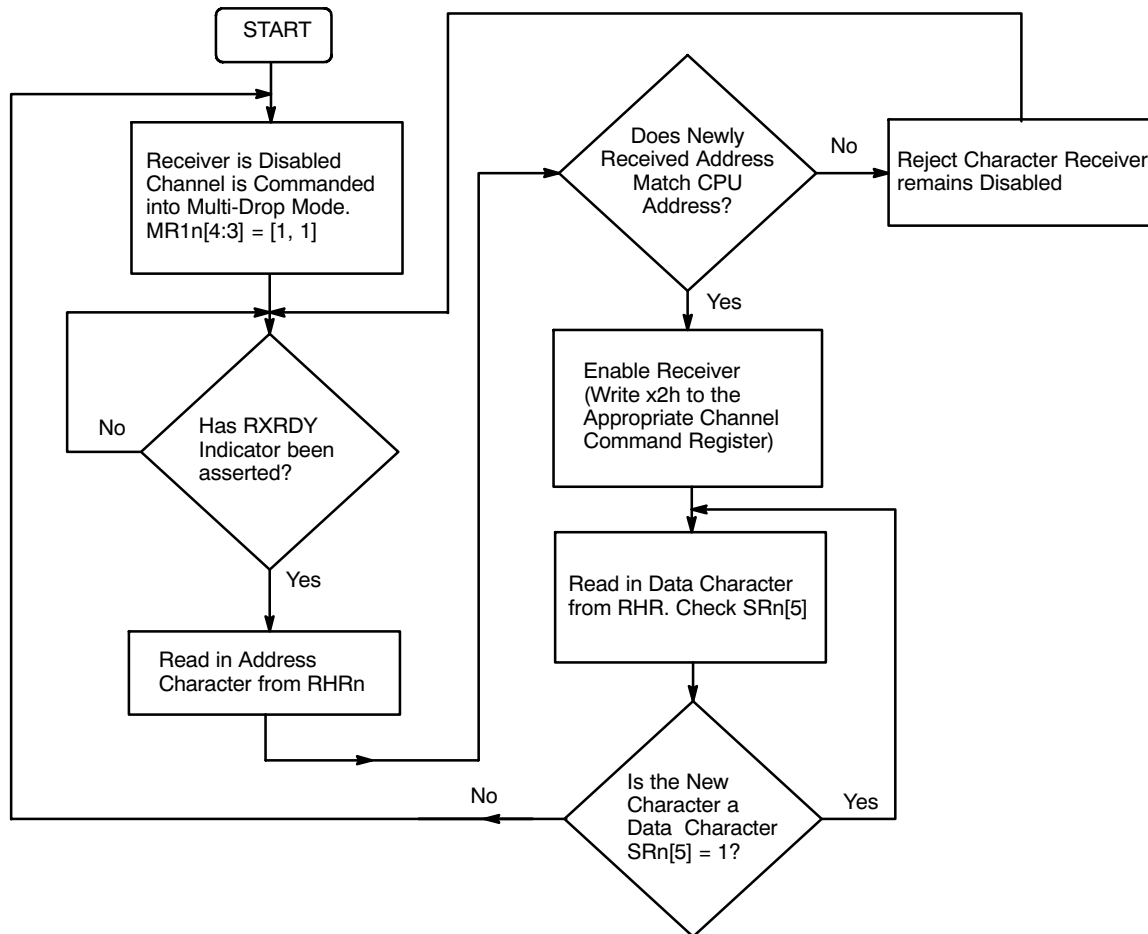 START
Receiver is Disabled
Channel is Commanded
into Multi-Drop Mode.
MR1n[4:3] = [1, 1]
No
Has RXRDY
Indicator been
asserted?
Yes
Read in Address
Character from RHRn
Does Newly
Received Address
Match CPU
Address?
No
Reject Character Receiver
remains Disabled
Yes
Enable Receiver
(Write x2h to the
Appropriate Channel
Command Register)
Read in Data Character
from RHR. Check SRn[5]
Is the New
Character a
Data Character
SRn[5] = 1?
No
Yes